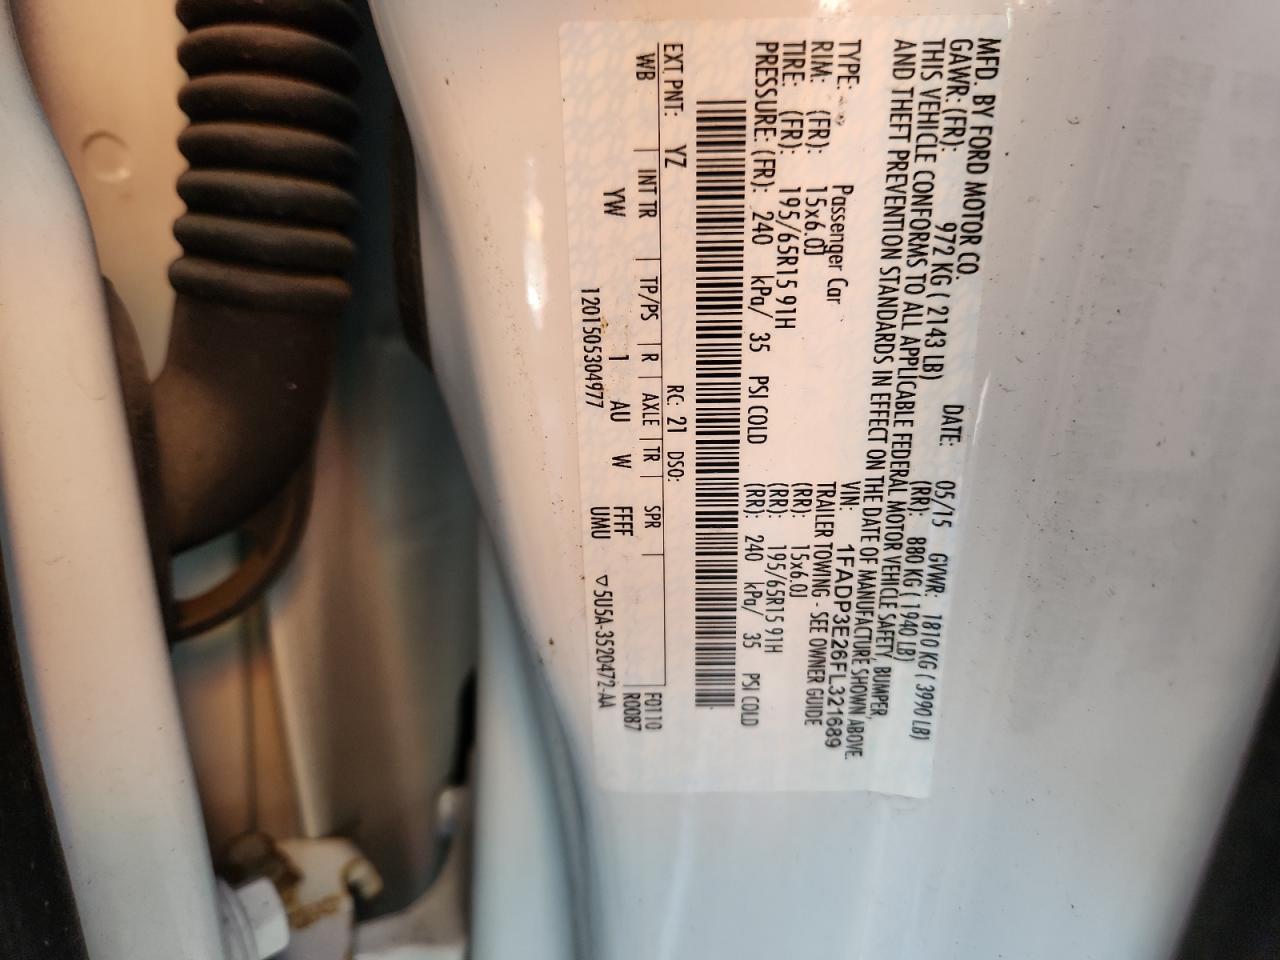 MFD. BY FORD MOTOR CO.
DATE: 05/15 GVWR: 1810 KG ( 3990 LB)
GAWR: (FR): 972 KG ( 2143 LB) (RR): 880 KG ( 1940 LB)
THIS VEHICLE CONFORMS TO ALL APPLICABLE FEDERAL MOTOR VEHICLE SAFETY, BUMPER,
AND THEFT PREVENTION STANDARDS IN EFFECT ON THE DATE OF MANUFACTURE SHOWN ABOVE.
VIN: 1FADP3E26FL321689
TYPE: Passenger Car TRAILER TOWING - SEE OWNER GUIDE
RIM: (FR): 15x6.0J (RR): 15x6.0J
TIRE: (FR): 195/65R15 91H (RR): 195/65R15 91H
PRESSURE: (FR): 240 kPa/ 35 PSI COLD (RR): 240 kPa/ 35 PSI COLD
EXT PNT: YZ RC: 21 DSO: F0110
WB INT TR TP/PS R AXLE TR SPR R0087
YW 1 AU W FFFF
UMU
1201505304977 ▽5U5A-3520472-AA